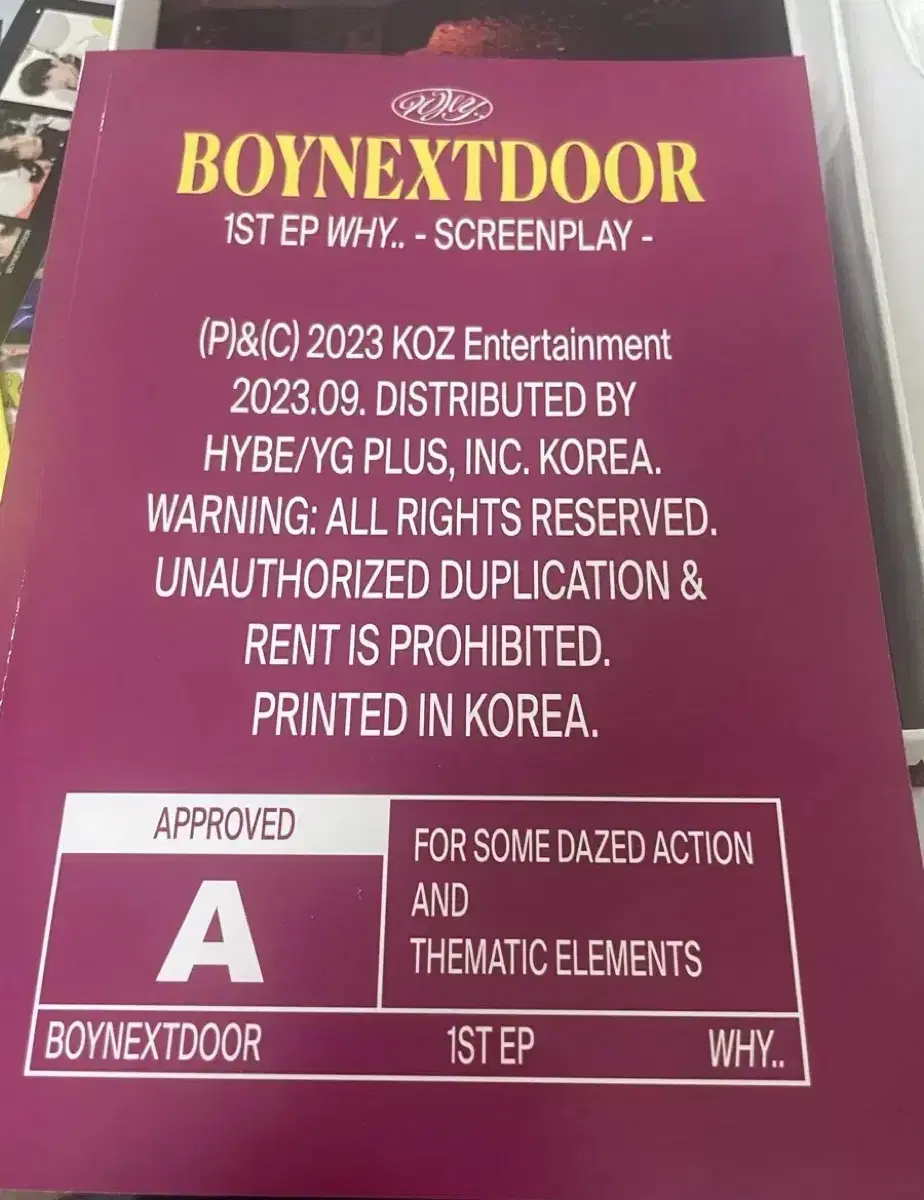 Why..
BOYNEXTDOOR
1ST EP WHY.. - SCREENPLAY -
(P)&(C) 2023 KOZ Entertainment
2023.09. DISTRIBUTED BY
HYBE/YG PLUS, INC. KOREA.
WARNING: ALL RIGHTS RESERVED.
UNAUTHORIZED DUPLICATION &
RENT IS PROHIBITED.
PRINTED IN KOREA.
APPROVED
A
FOR SOME DAZED ACTION
AND
THEMATIC ELEMENTS
BOYNEXTDOOR 1ST EP WHY..